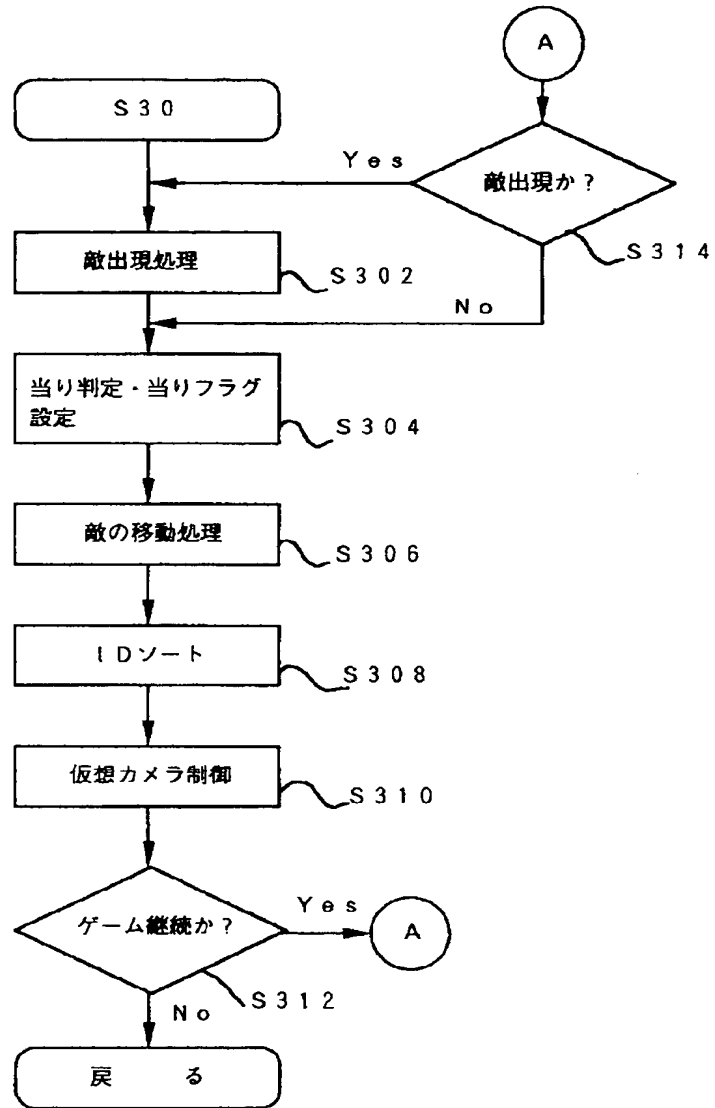 A
S30
Yes
敵出現か？
S314
敵出現処理
S302
No
当り判定・当りフラグ
設定
S304
敵の移動処理
S306
IDソート
S308
仮想カメラ制御
S310
ゲーム継続か？
Yes
A
S312
No
戻　る